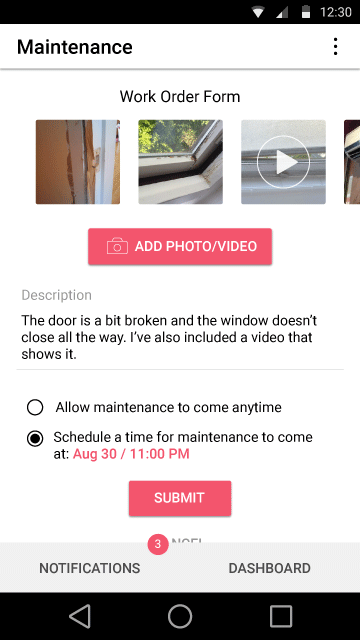 12:30
Maintenance
Work Order Form
ADD PHOTO/VIDEO
Description
The door is a bit broken and the window doesn’t
close all the way. I’ve also included a video that
shows it.
Allow maintenance to come anytime
Schedule a time for maintenance to come
at: Aug 30 / 11:00 PM
SUBMIT
3
NOTIFICATIONS
DASHBOARD